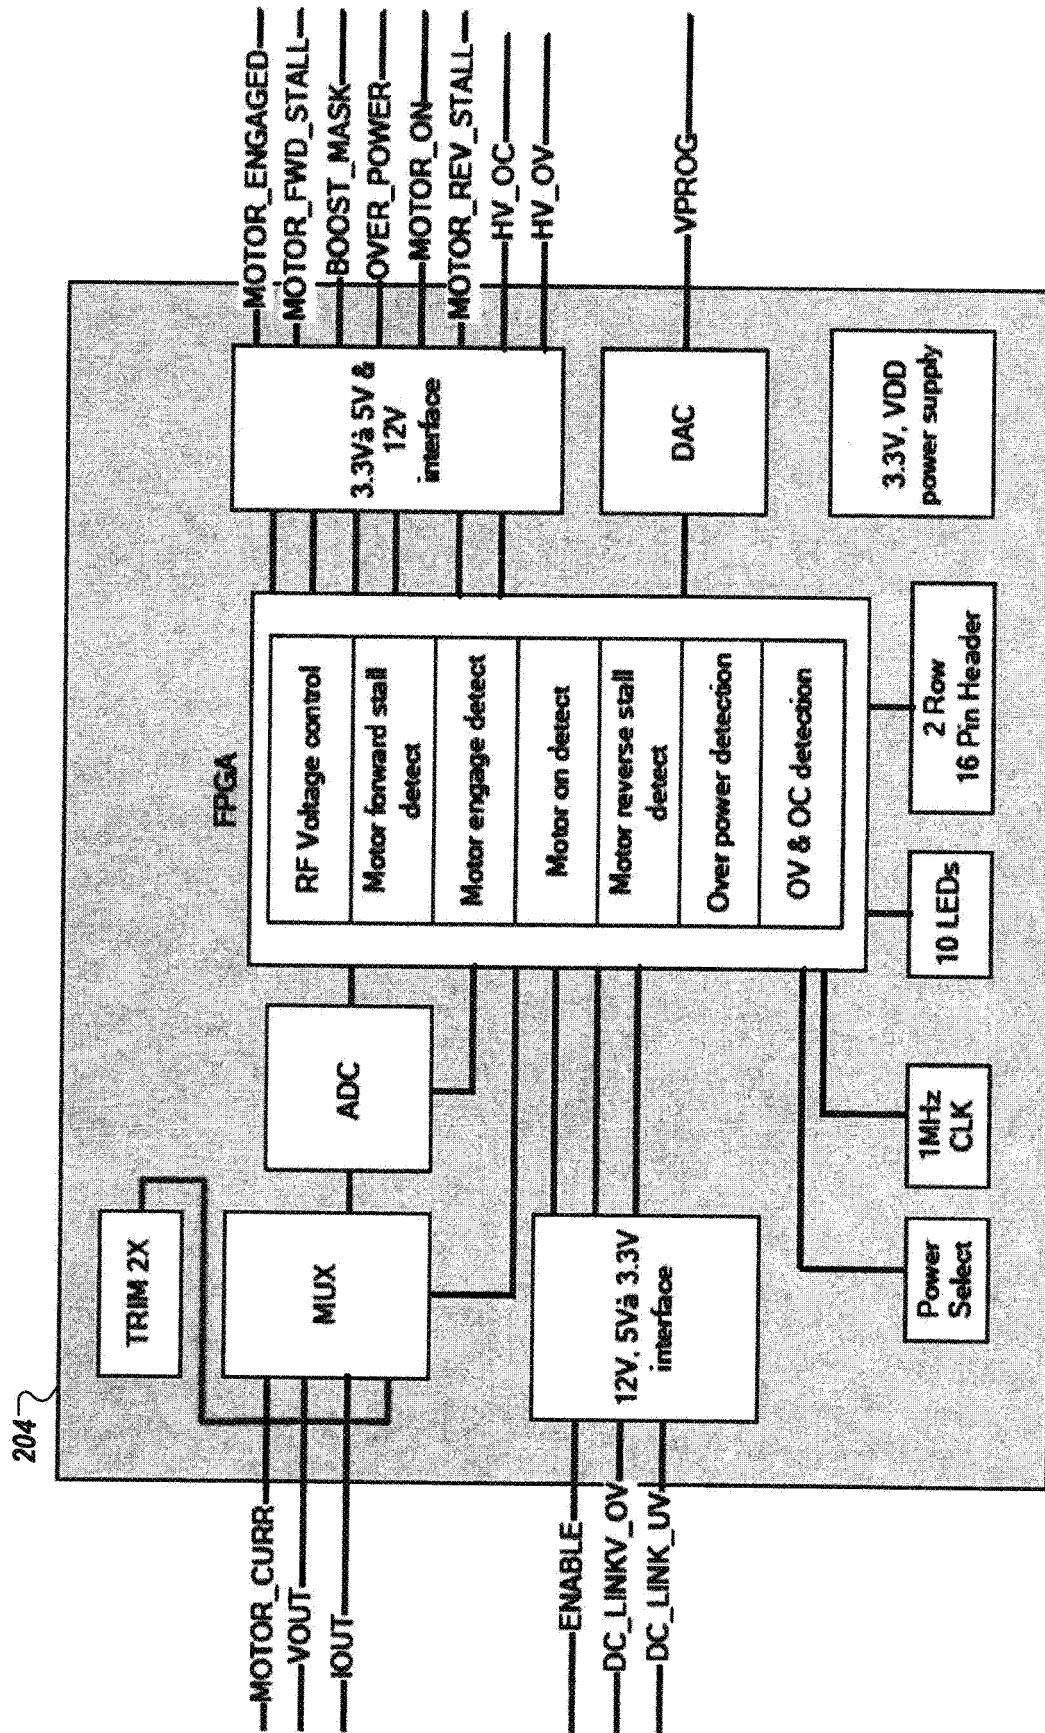 204
MOTOR_CURR
VOUT
IOUT
ENABLE
DC_LINKV_OV
DC_LINK_UV
TRIM 2X
MUX
12V, 5Và 3.3V
interface
Power
Select
1MHz
CLK
ADC
FPGA
RF Voltage control
Motor forward stall
detect
Motor engage detect
Motor on detect
Motor reverse stall
detect
Over power detection
OV & OC detection
10 LEDs
2 Row
16 Pin Header
3.3Và 5V &
12V
interface
DAC
3.3V, VDD
power supply
MOTOR_ENGAGED
MOTOR_FWD_STALL
BOOST_MASK
OVER_POWER
MOTOR_ON
MOTOR_REV_STALL
HV_OC
HV_OV
VPROG